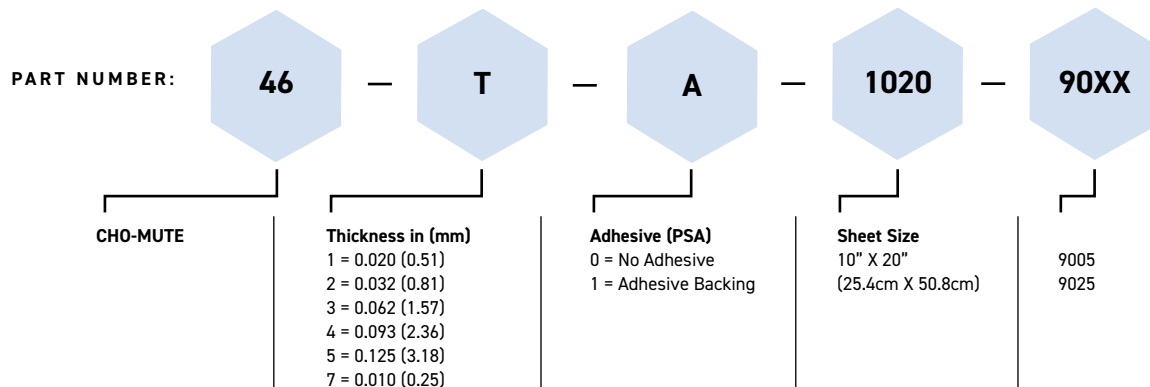 PART NUMBER: 46 — T — A — 1020 — 90XX
CHO-MUTE
Thickness in (mm)
1 = 0.020 (0.51)
2 = 0.032 (0.81)
3 = 0.062 (1.57)
4 = 0.093 (2.36)
5 = 0.125 (3.18)
7 = 0.010 (0.25)
Adhesive (PSA)
0 = No Adhesive
1 = Adhesive Backing
Sheet Size
10” X 20”
(25.4cm X 50.8cm)
9005
9025